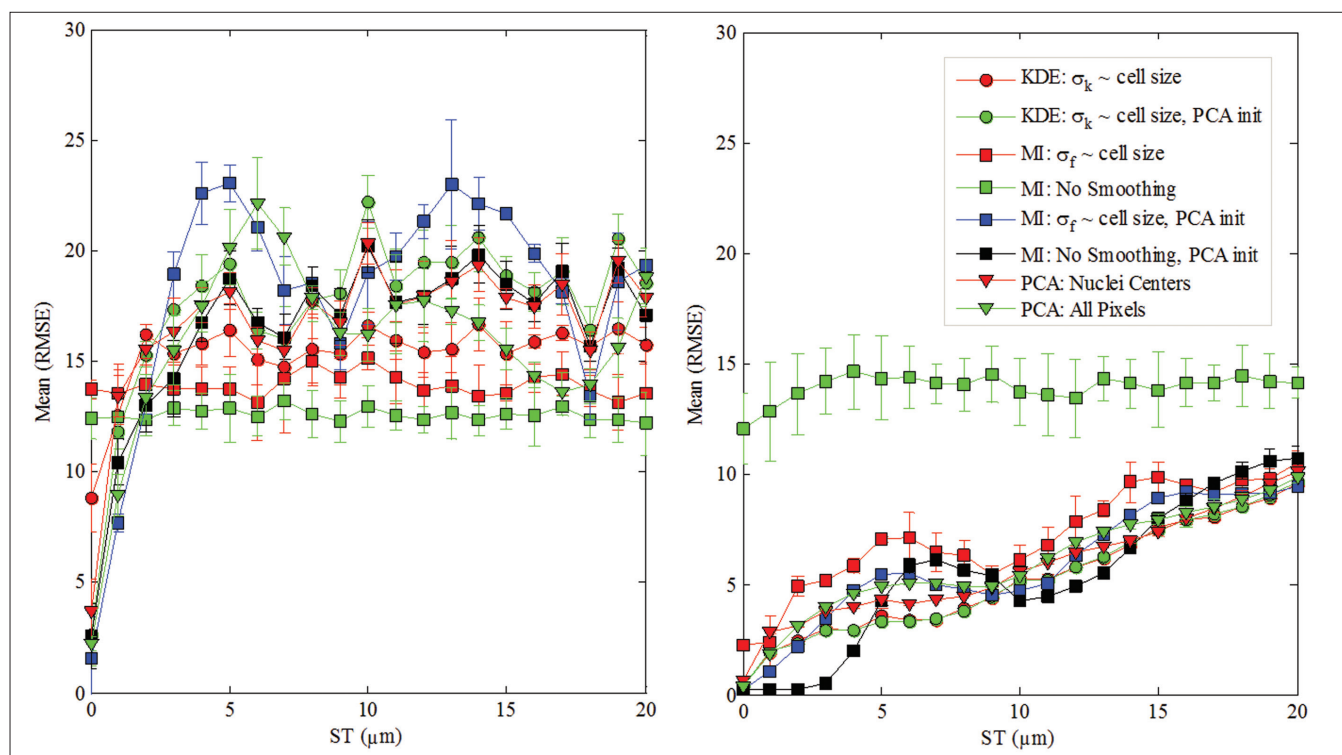 30
25
20
15
10
5
0
Mean (RMSE)
0 5 10 15 20
ST (µm)
30
25
20
15
10
5
0
Mean (RMSE)
0 5 10 15 20
ST (µm)
KDE: σk ~ cell size
KDE: σk ~ cell size, PCA init
MI: σf ~ cell size
MI: No Smoothing
MI: σf ~ cell size, PCA init
MI: No Smoothing, PCA init
PCA: Nuclei Centers
PCA: All Pixels